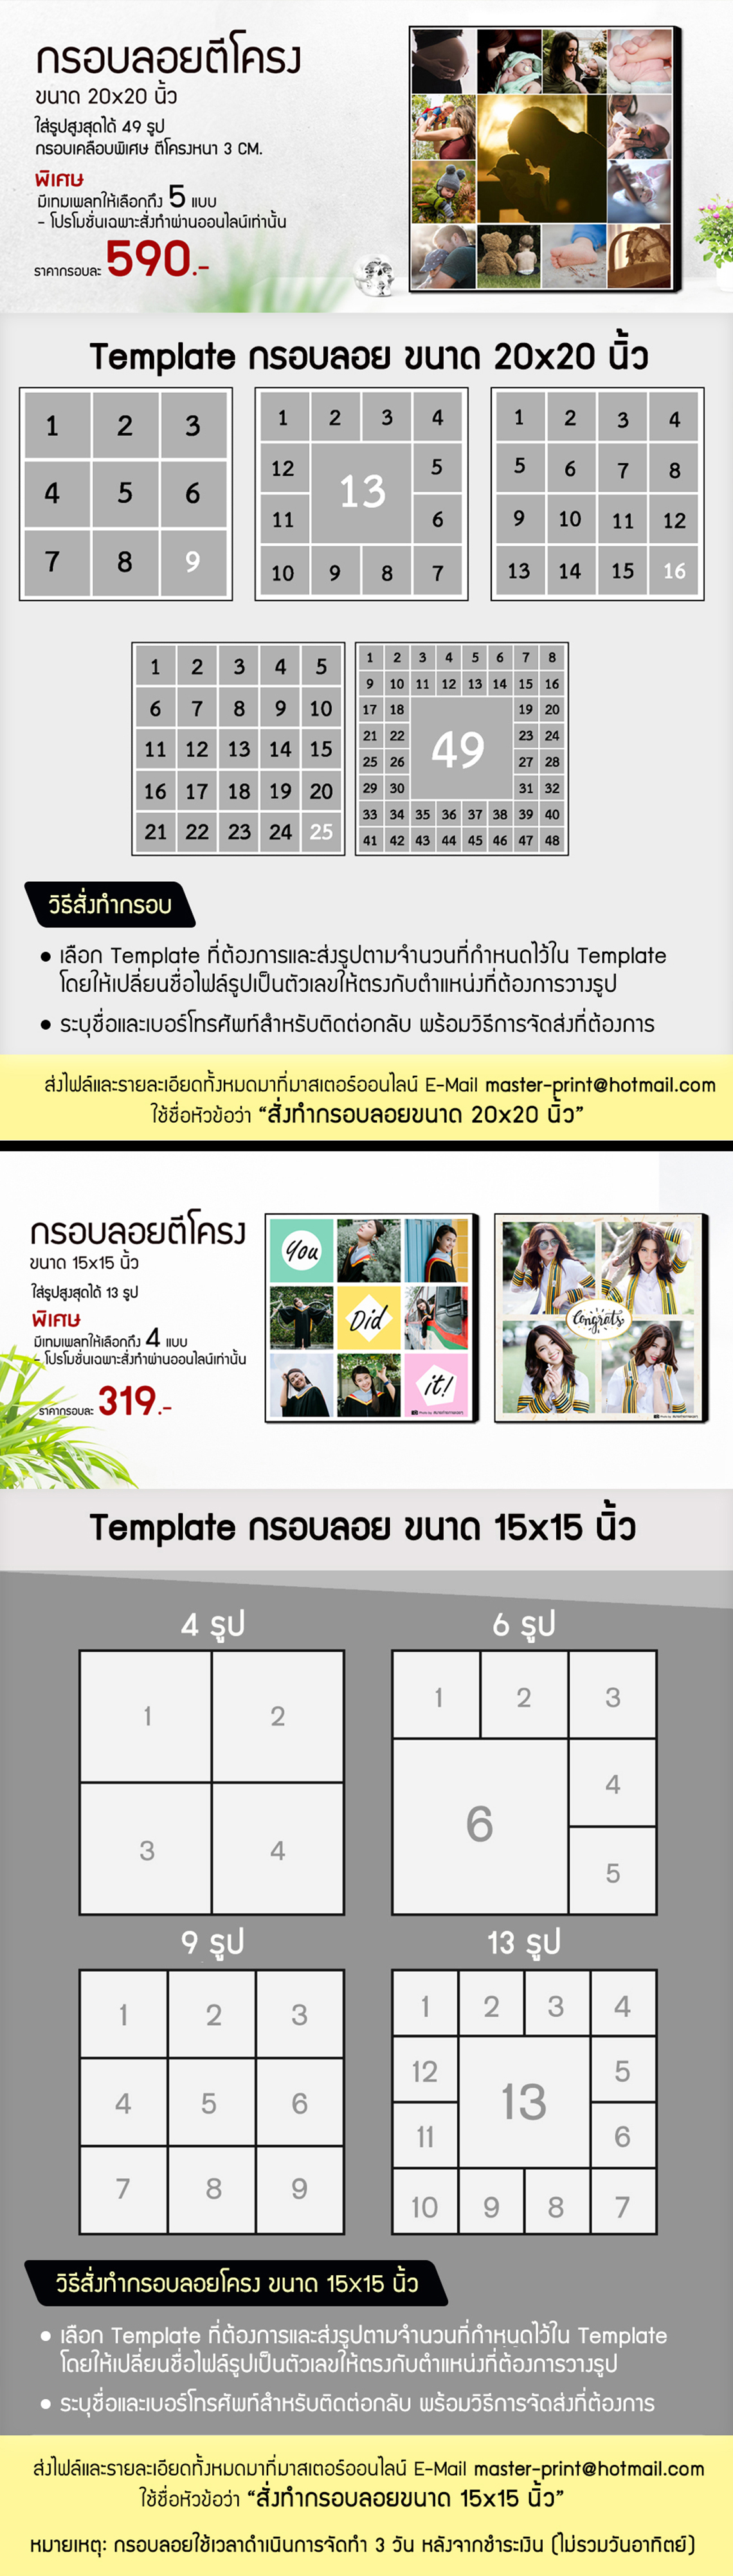 กรอบลอยตีโครง
ขนาด 20x20 นิ้ว
ใส่รูปสูงสุดได้ 49 รูป
กรอบเคลือบพิเศษ ตีโครงหนา 3 CM.
พิเศษ
มีเทมเพลทให้เลือกถึง 5 แบบ
- โปรโมชั่นเฉพาะสั่งทำผ่านออนไลน์เท่านั้น
ราคากรอบละ 590.-
Template กรอบลอย ขนาด 20x20 นิ้ว
1 2 3
4 5 6
7 8 9
1 2 3 4
12 13 5
11 6
10 9 8 7
1 2 3 4
5 6 7 8
9 10 11 12
13 14 15 16
1 2 3 4 5
6 7 8 9 10
11 12 13 14 15
16 17 18 19 20
21 22 23 24 25
1 2 3 4 5 6 7 8
9 10 11 12 13 14 15 16
17 18 19 20
21 22 49 23 24
25 26 27 28
29 30 31 32
33 34 35 36 37 38 39 40
41 42 43 44 45 46 47 48
วิธีสั่งทำกรอบ
● เลือก Template ที่ต้องการและส่งรูปตามจำนวนที่กำหนดไว้ใน Template
โดยให้เปลี่ยนชื่อไฟล์รูปเป็นตัวเลขให้ตรงกับตำแหน่งที่ต้องการวางรูป
● ระบุชื่อและเบอร์โทรศัพท์สำหรับติดต่อกลับ พร้อมวิธีการจัดส่งที่ต้องการ
ส่งไฟล์และรายละเอียดทั้งหมดมาที่มาสเตอร์ออนไลน์ E-Mail master-print@hotmail.com
ใช้ชื่อหัวข้อว่า “สั่งทำกรอบลอยขนาด 20x20 นิ้ว”
กรอบลอยตีโครง
ขนาด 15x15 นิ้ว
ใส่รูปสูงสุดได้ 13 รูป
พิเศษ
มีเทมเพลทให้เลือกถึง 4 แบบ
- โปรโมชั่นเฉพาะสั่งทำผ่านออนไลน์เท่านั้น
ราคากรอบละ 319.-
You
Did
it!
Congrats
Template กรอบลอย ขนาด 15x15 นิ้ว
4 รูป
1 2
3 4
6 รูป
1 2 3
4
6
5
9 รูป
1 2 3
4 5 6
7 8 9
13 รูป
1 2 3 4
12 13 5
11 6
10 9 8 7
วิธีสั่งทำกรอบลอยโครง ขนาด 15x15 นิ้ว
● เลือก Template ที่ต้องการและส่งรูปตามจำนวนที่กำหนดไว้ใน Template
โดยให้เปลี่ยนชื่อไฟล์รูปเป็นตัวเลขให้ตรงกับตำแหน่งที่ต้องการวางรูป
● ระบุชื่อและเบอร์โทรศัพท์สำหรับติดต่อกลับ พร้อมวิธีการจัดส่งที่ต้องการ
ส่งไฟล์และรายละเอียดทั้งหมดมาที่มาสเตอร์ออนไลน์ E-Mail master-print@hotmail.com
ใช้ชื่อหัวข้อว่า “สั่งทำกรอบลอยขนาด 15x15 นิ้ว”
หมายเหตุ: กรอบลอยใช้เวลาดำเนินการจัดทำ 3 วัน หลังจากชำระเงิน (ไม่รวมวันอาทิตย์)